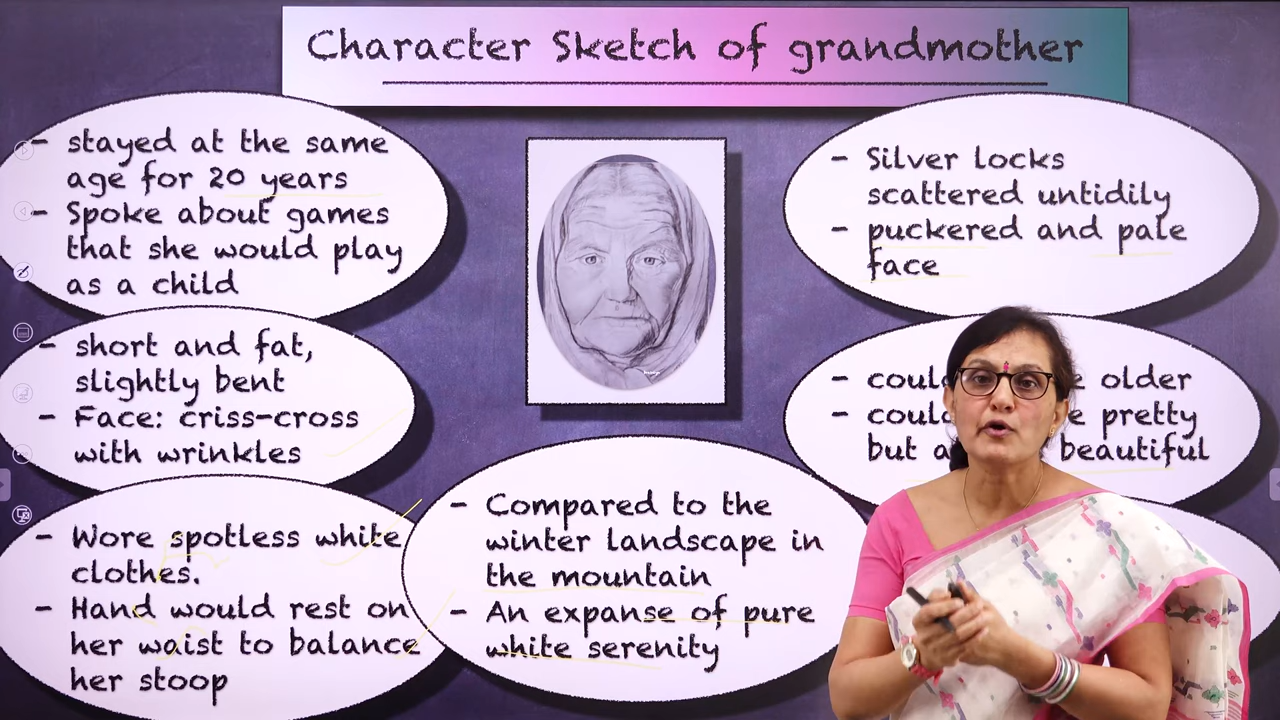 Character Sketch of grandmother
- stayed at the same
age for 20 years
- Spoke about games
that she would play
as a child
- short and fat,
slightly bent
- Face: criss-cross
with wrinkles
- Wore spotless white
clothes.
- Hand would rest on
her waist to balance
her stoop
- Compared to the
winter landscape in
the mountain
- An expanse of pure
white serenity
- Silver locks
scattered untidily
- puckered and pale
face
- older
- pretty
but beautiful